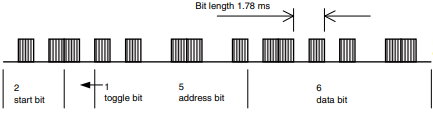 Bit length 1.78 ms
2 1 5 6
start bit toggle bit address bit data bit